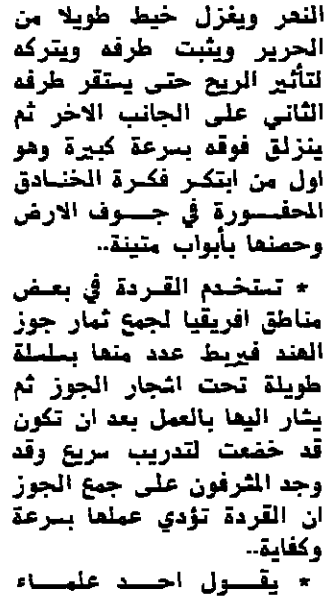 النهر ويغزل خيط طويلا من
الحرير ويثبت طرفه ويتركه
لتأثير الريح حتى يستقر طرفه
الثاني على الجانب الاخر ثم
ينزلق فوقه بسرعة كبيرة وهو
اول من ابتكر فكرة الخنادق
المحفورة في جوف الارض
وحصنها بأبواب متينة..
* تستخدم القردة في بعض
مناطق افريقيا لجمع ثمار جوز
الهند فيربط عدد منها بسلسلة
طويلة تحت اشجار الجوز ثم
يشار اليها بالعمل بعد ان تكون
قد خضعت لتدريب سريع وقد
وجد المشرفون على جمع الجوز
ان القردة تؤدي عملها بسرعة
وكفاية..
* يقول احد علماء